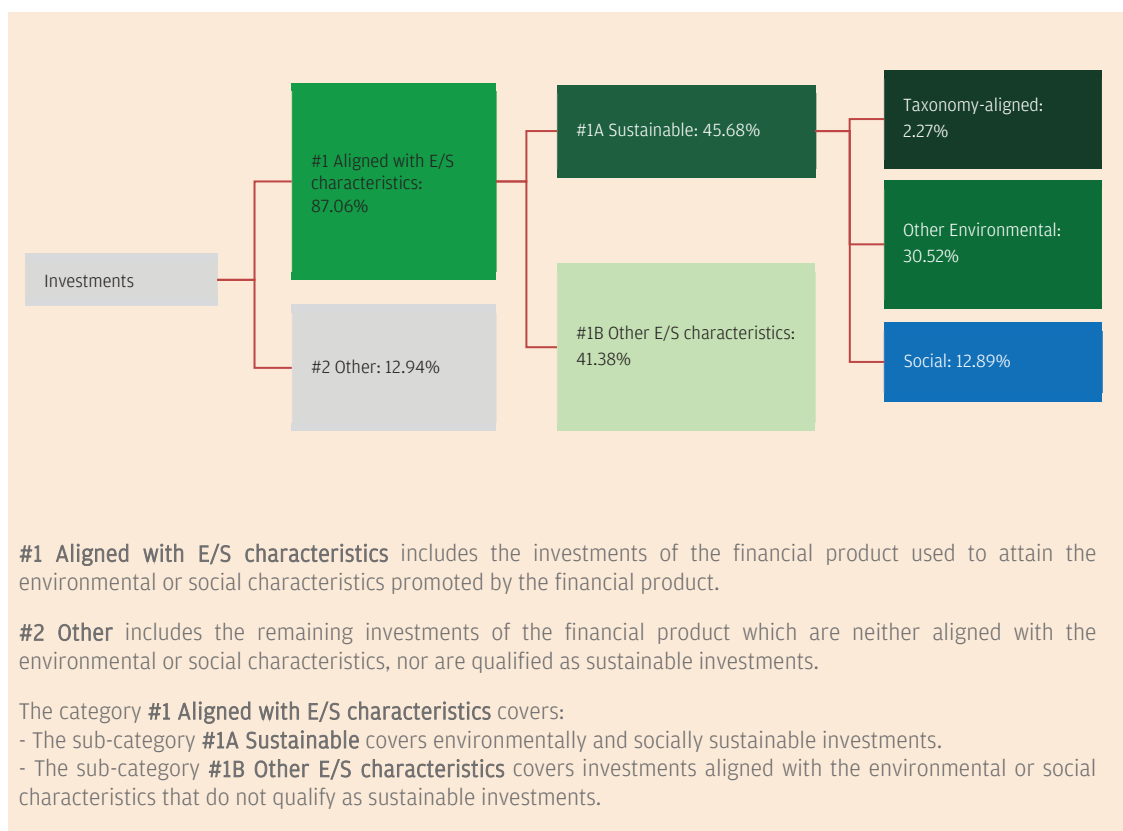 Investments
#1 Aligned with E/S
characteristics:
87.06%
#2 Other: 12.94%
#1A Sustainable: 45.68%
#1B Other E/S characteristics:
41.38%
Taxonomy-aligned:
2.27%
Other Environmental:
30.52%
Social: 12.89%
#1 Aligned with E/S characteristics includes the investments of the financial product used to attain the
environmental or social characteristics promoted by the financial product.
#2 Other includes the remaining investments of the financial product which are neither aligned with the
environmental or social characteristics, nor are qualified as sustainable investments.
The category #1 Aligned with E/S characteristics covers:
- The sub-category #1A Sustainable covers environmentally and socially sustainable investments.
- The sub-category #1B Other E/S characteristics covers investments aligned with the environmental or social
characteristics that do not qualify as sustainable investments.